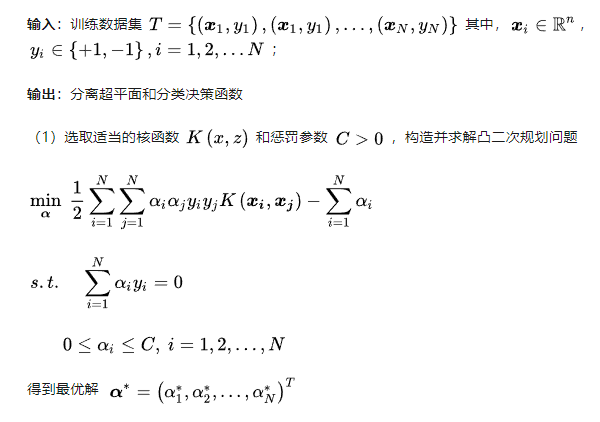 输入：训练数据集 $T = \{(\boldsymbol{x}_1, y_1), (\boldsymbol{x}_1, y_1), \ldots, (\boldsymbol{x}_N, y_N)\}$ 其中，$\boldsymbol{x}_i \in \mathbb{R}^n$，
$y_i \in \{+1, -1\}, i = 1, 2, \ldots N$；
输出：分离超平面和分类决策函数
（1）选取适当的核函数 $K(x, z)$ 和惩罚参数 $C > 0$，构造并求解凸二次规划问题
$\min_{\boldsymbol{\alpha}} \frac{1}{2} \sum_{i=1}^{N} \sum_{j=1}^{N} \alpha_i \alpha_j y_i y_j K(\boldsymbol{x}_i, \boldsymbol{x}_j) - \sum_{i=1}^{N} \alpha_i$
$s.t. \quad \sum_{i=1}^{N} \alpha_i y_i = 0$
$0 \leq \alpha_i \leq C, \; i = 1, 2, \ldots, N$
得到最优解 $\boldsymbol{\alpha}^* = (\alpha_1^*, \alpha_2^*, \ldots, \alpha_N^*)^T$